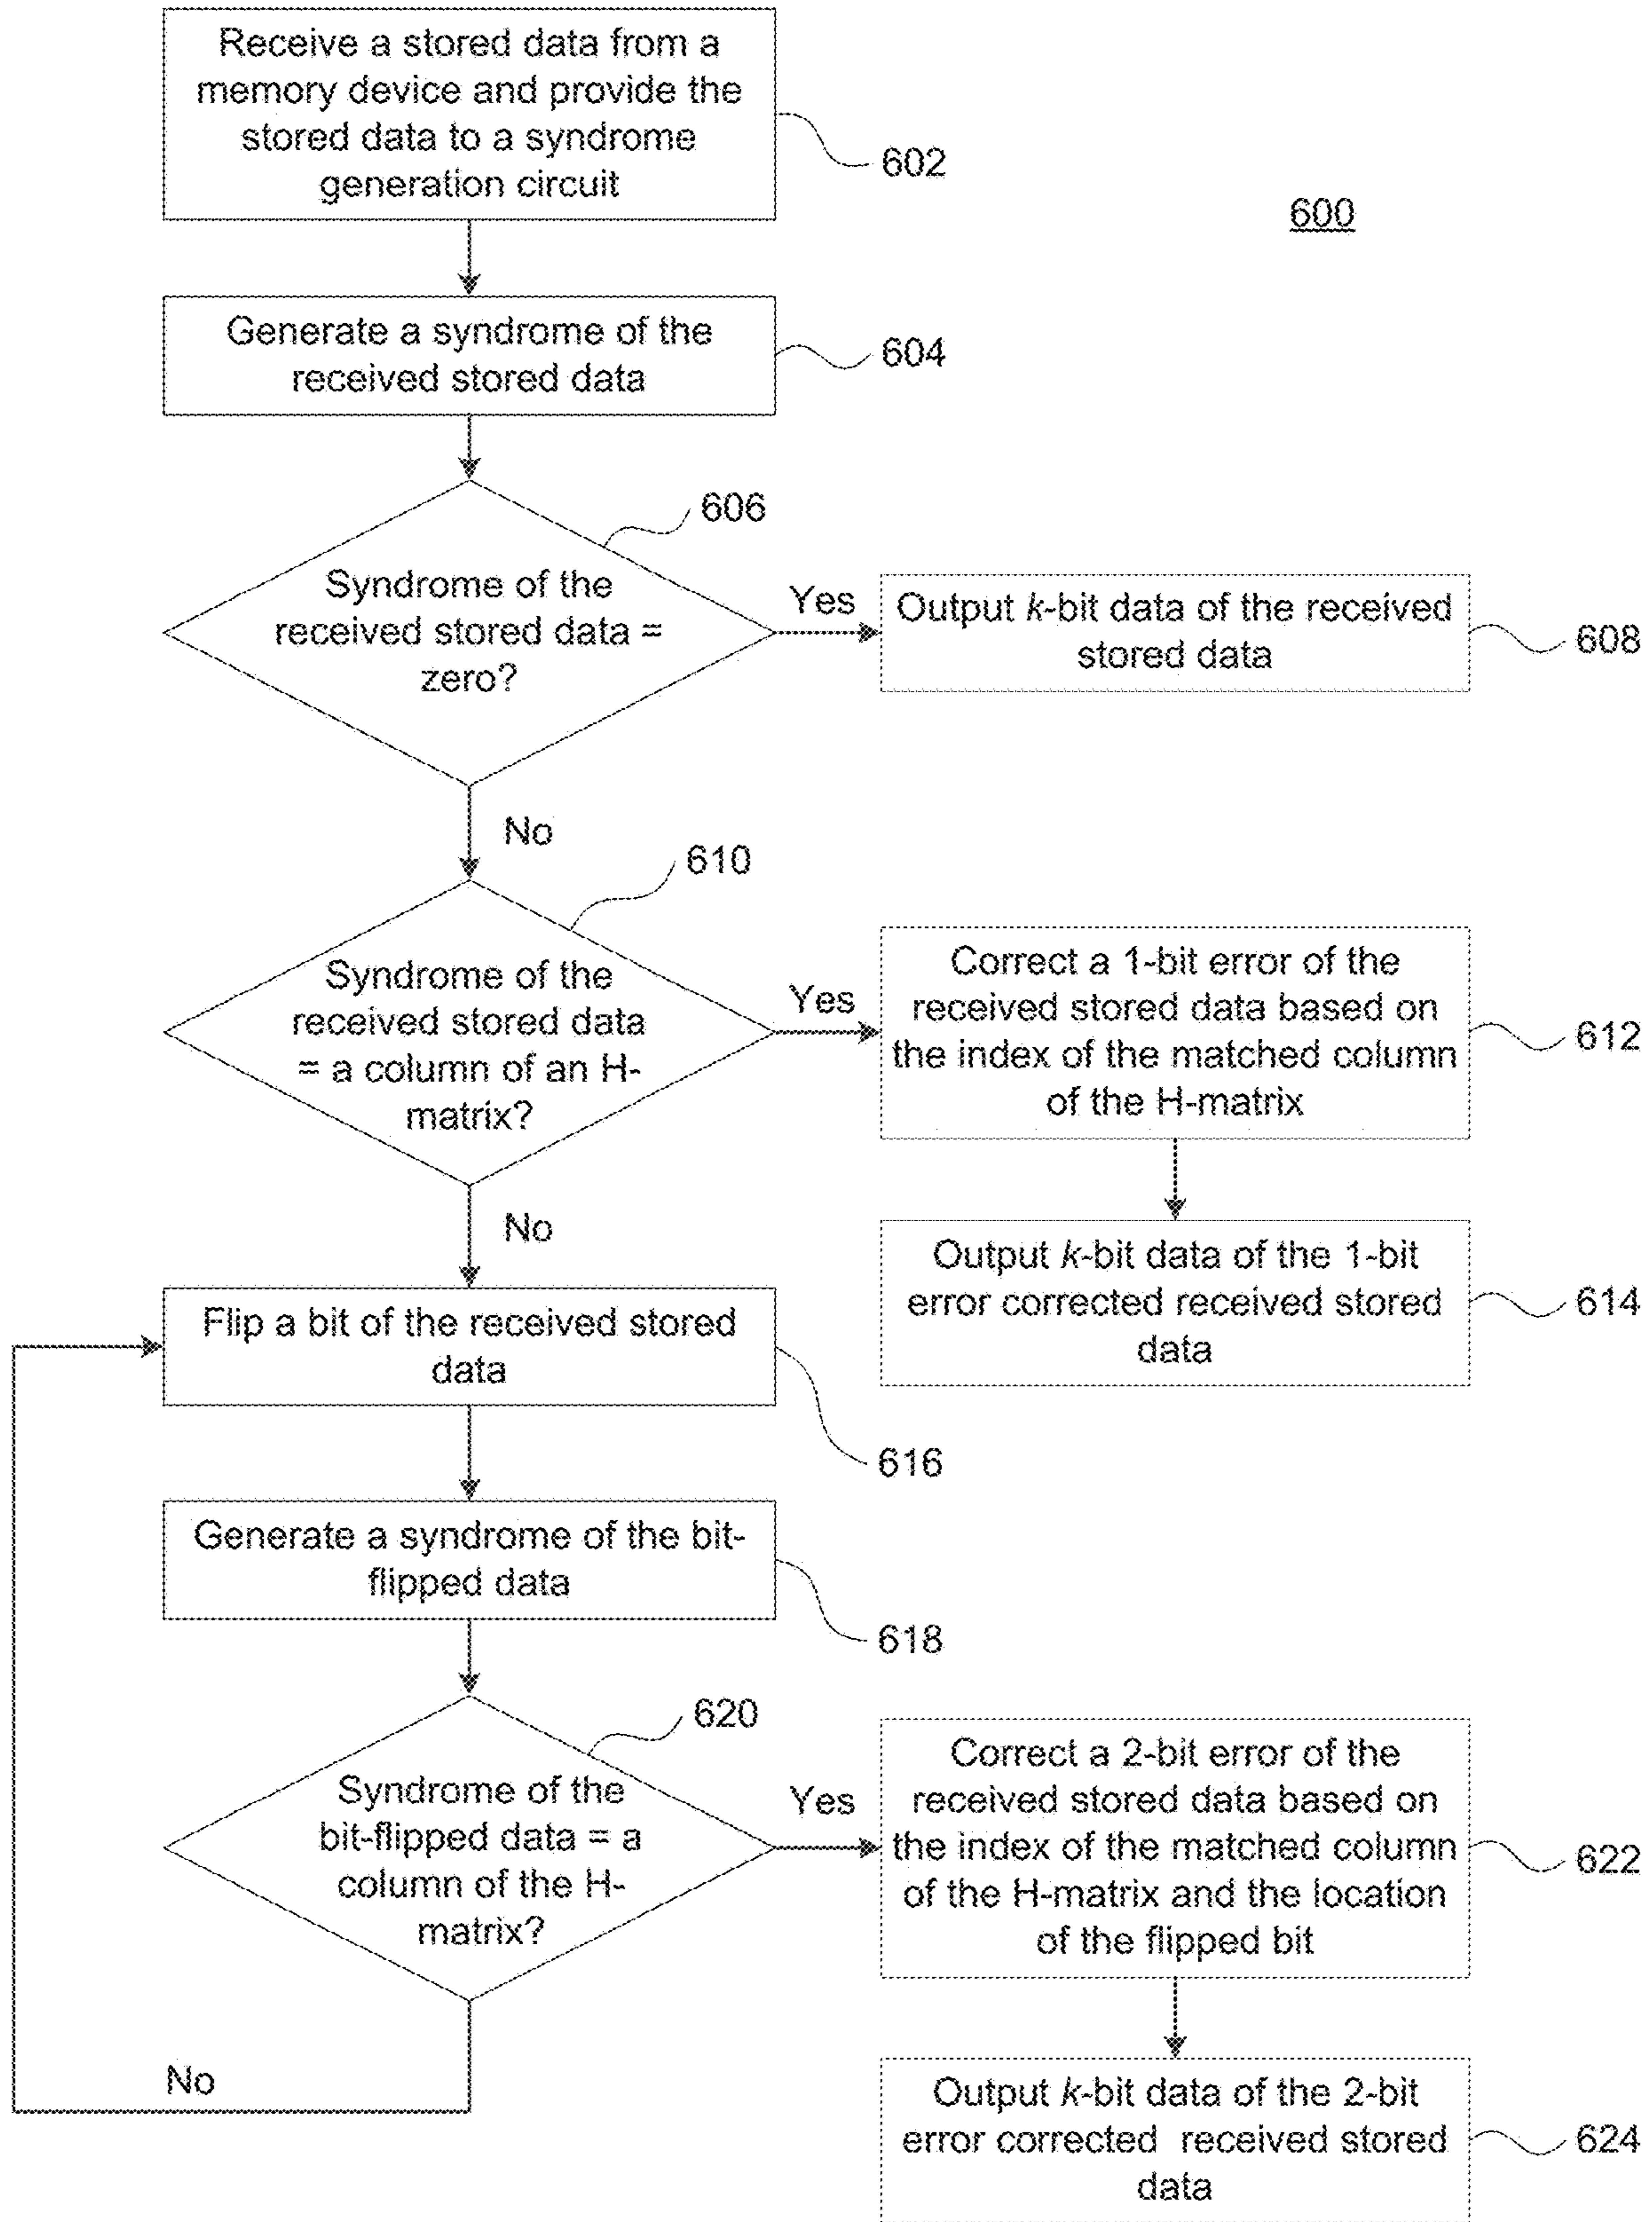 Receive a stored data from a
memory device and provide the
stored data to a syndrome
generation circuit
602
600
Generate a syndrome of the
received stored data
604
606
Syndrome of the
received stored data =
zero?
Yes
Output k-bit data of the received
stored data
608
No
610
Syndrome of the
received stored data
= a column of an H-
matrix?
Yes
Correct a 1-bit error of the
received stored data based on
the index of the matched column
of the H-matrix
612
No
Output k-bit data of the 1-bit
error corrected received stored
data
614
Flip a bit of the received stored
data
616
Generate a syndrome of the bit-
flipped data
618
620
Syndrome of the
bit-flipped data = a
column of the H-
matrix?
Yes
Correct a 2-bit error of the
received stored data based on
the index of the matched column
of the H-matrix and the location
of the flipped bit
622
No
Output k-bit data of the 2-bit
error corrected received stored
data
624